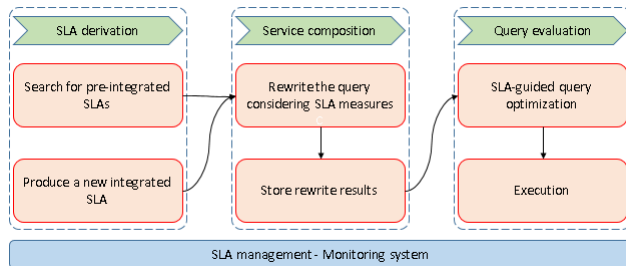 SLA derivation
Service composition
Query evaluation
Search for pre-integrated
SLAs
Rewrite the query
considering SLA measures
SLA-guided query
optimization
Produce a new integrated
SLA
Store rewrite results
Execution
SLA management - Monitoring system